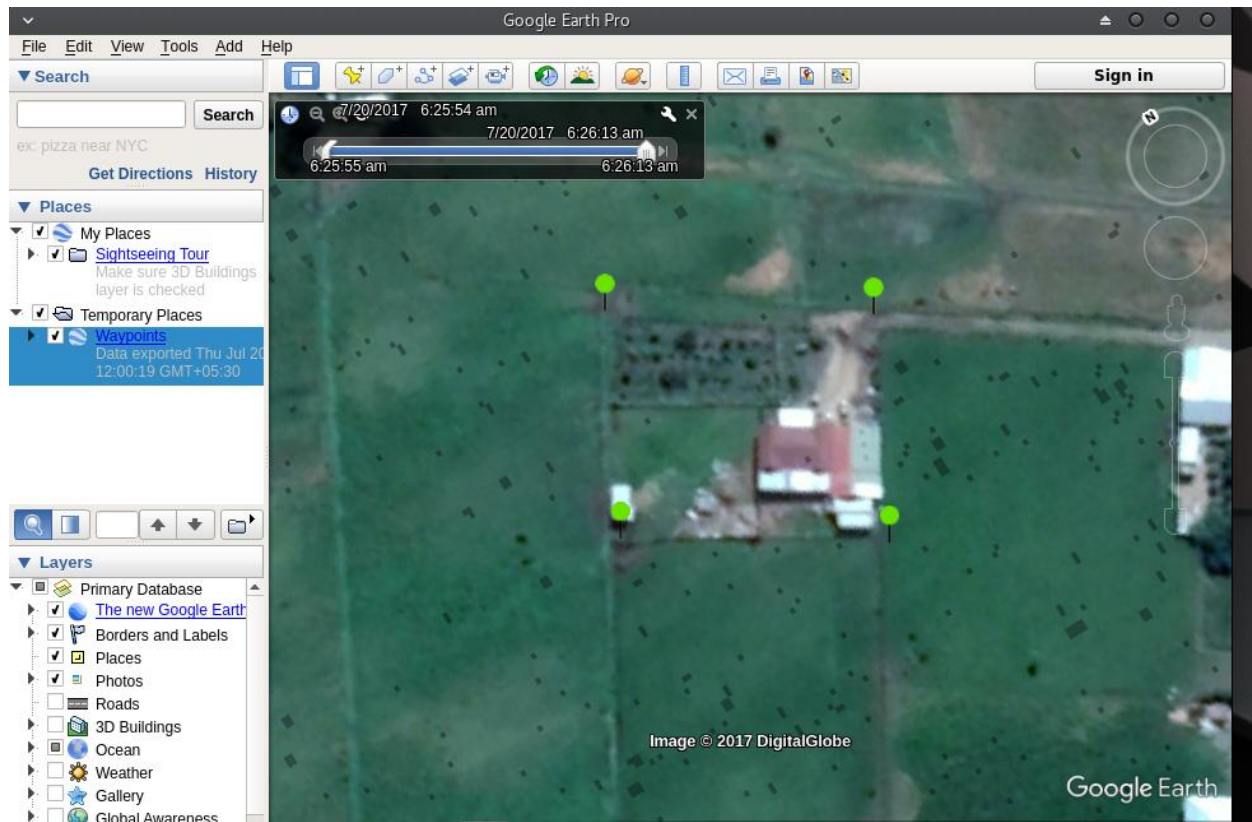 Google Earth Pro
File Edit View Tools Add Help
Search
Sign in
Search
ex: pizza near NYC
Get Directions History
Places
My Places
Sightseeing Tour
Make sure 3D Buildings
layer is checked
Temporary Places
Waypoints
Data exported Thu Jul 20
12:00:19 GMT+05:30
Layers
Primary Database
The new Google Earth
Borders and Labels
Places
Photos
Roads
3D Buildings
Ocean
Weather
Gallery
Global Awareness
7/20/2017 6:25:54 am
7/20/2017 6:26:13 am
6:25:55 am 6:26:13 am
N
Image © 2017 DigitalGlobe
Google Earth